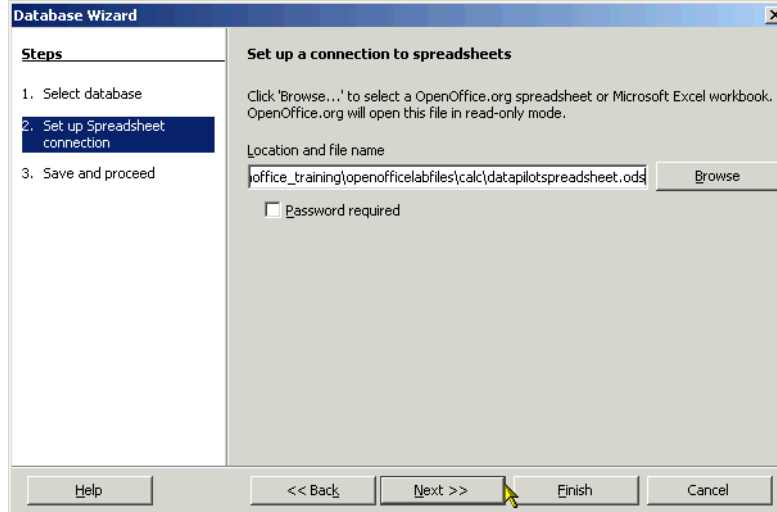 Database Wizard
Steps
1. Select database
2. Set up Spreadsheet
connection
3. Save and proceed
Set up a connection to spreadsheets
Click 'Browse...' to select a OpenOffice.org spreadsheet or Microsoft Excel workbook.
OpenOffice.org will open this file in read-only mode.
Location and file name
office_training\openofficelabfiles\calc\datapilotspreadsheet.ods
Browse
Password required
Help
<< Back
Next >>
Finish
Cancel